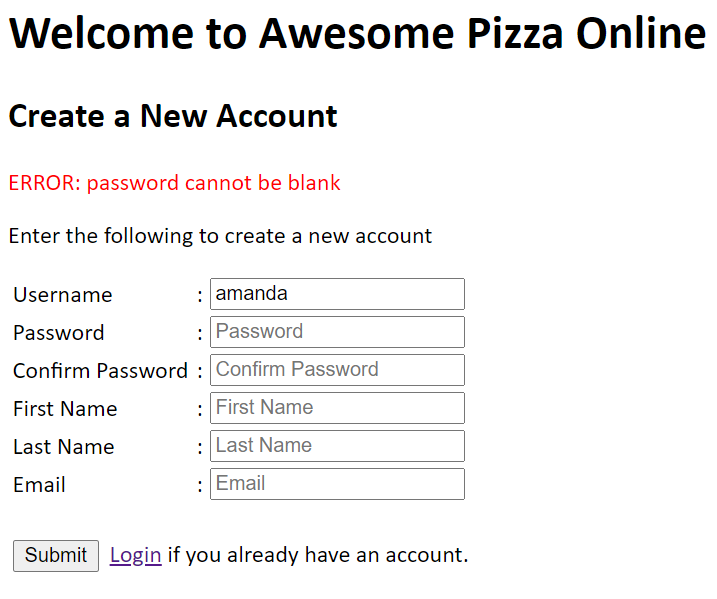 Welcome to Awesome Pizza Online
Create a New Account
ERROR: password cannot be blank
Enter the following to create a new account
Username : amanda
Password : Password
Confirm Password : Confirm Password
First Name : First Name
Last Name : Last Name
Email : Email
Submit Login if you already have an account.